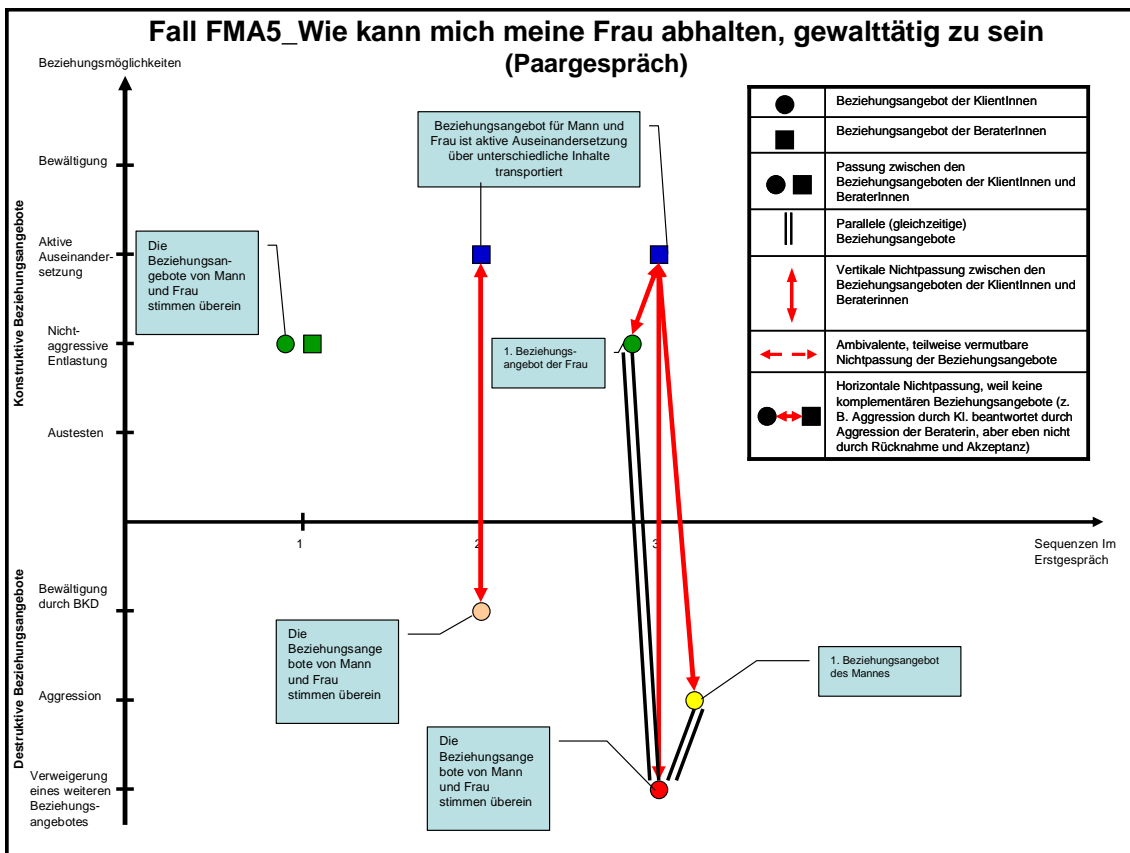 Fall FMA5_Wie kann mich meine Frau abhalten, gewalttätig zu sein
(Paargespräch)
Beziehungsmöglichkeiten
Konstruktive Beziehungsangebote
Destruktive Beziehungsangebote
Bewältigung
Aktive
Auseinander-
setzung
Nicht-
aggressive
Entlastung
Austesten
Bewältigung
durch BKD
Aggression
Verweigerung
eines weiteren
Beziehungs-
angebotes
Die
Beziehungsan-
gebote von Mann
und Frau
stimmen überein
Beziehungsangebot für Mann und
Frau ist aktive Auseinandersetzung
über unterschiedliche Inhalte
transportiert
1. Beziehungs-
angebot der Frau
1
2
3
Sequenzen Im
Erstgespräch
Die
Beziehungsange
bote von Mann
und Frau
stimmen überein
1. Beziehungsangebot
des Mannes
Die
Beziehungsange
bote von Mann
und Frau
stimmen überein
Beziehungsangebot der KlientInnen
Beziehungsangebot der BeraterInnen
Passung zwischen den
Beziehungsangeboten der KlientInnen und
BeraterInnen
Parallele (gleichzeitige)
Beziehungsangebote
Vertikale Nichtpassung zwischen den
Beziehungsangeboten der KlientInnen und
Beraterinnen
Ambivalente, teilweise vermutbare
Nichtpassung der Beziehungsangebote
Horizontale Nichtpassung, weil keine
komplementären Beziehungsangebote (z.
B. Aggression durch Kl. beantwortet durch
Aggression der Beraterin, aber eben nicht
durch Rücknahme und Akzeptanz)